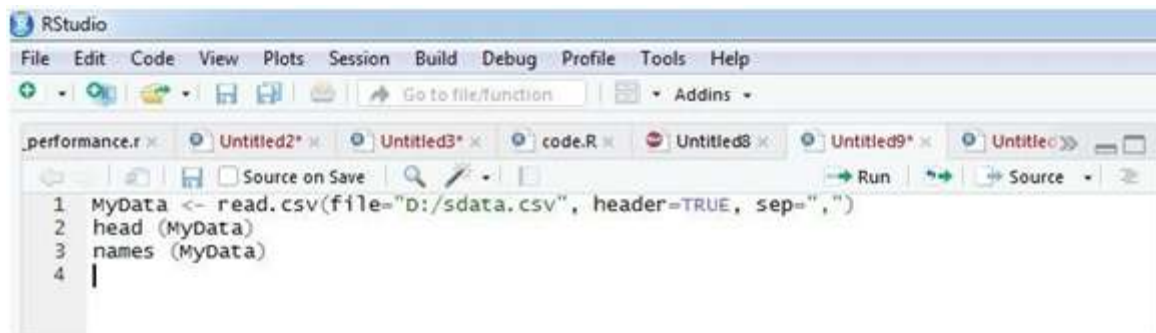 RStudio
File Edit Code View Plots Session Build Debug Profile Tools Help
Go to file/function Addins
_performance.r Untitled2* Untitled3* code.R Untitled8 Untitled9* Untitled
Source on Save Run Source
1 MyData <- read.csv(file="D:/sdata.csv", header=TRUE, sep=",")
2 head (MyData)
3 names (MyData)
4